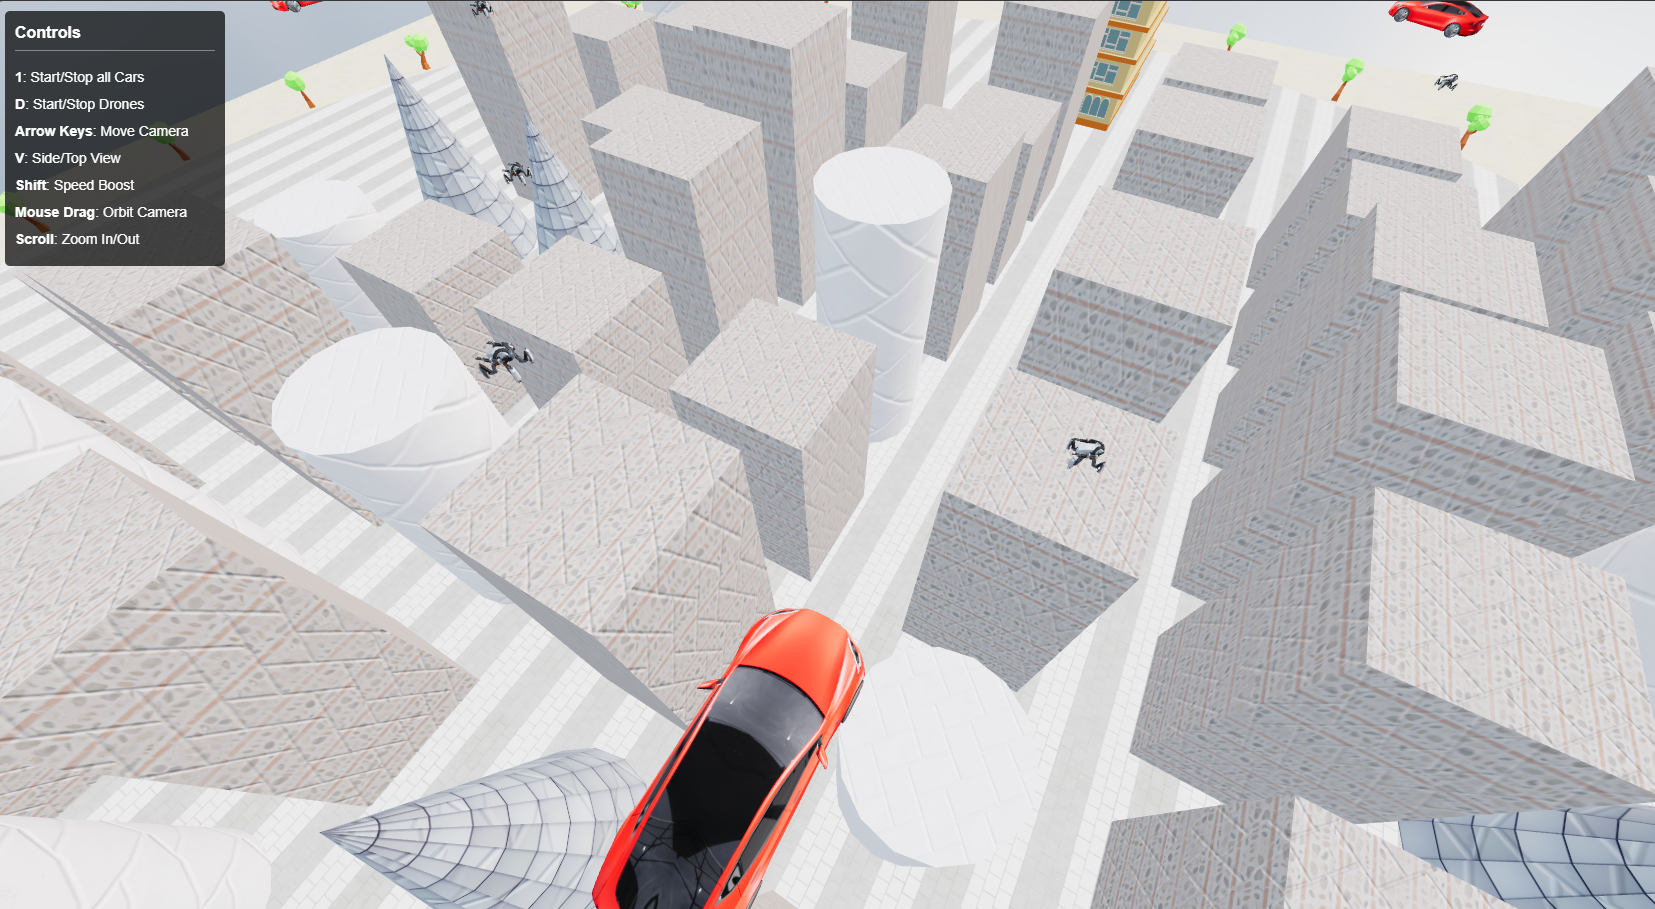 Controls
1: Start/Stop all Cars
D: Start/Stop Drones
Arrow Keys: Move Camera
V: Side/Top View
Shift: Speed Boost
Mouse Drag: Orbit Camera
Scroll: Zoom In/Out